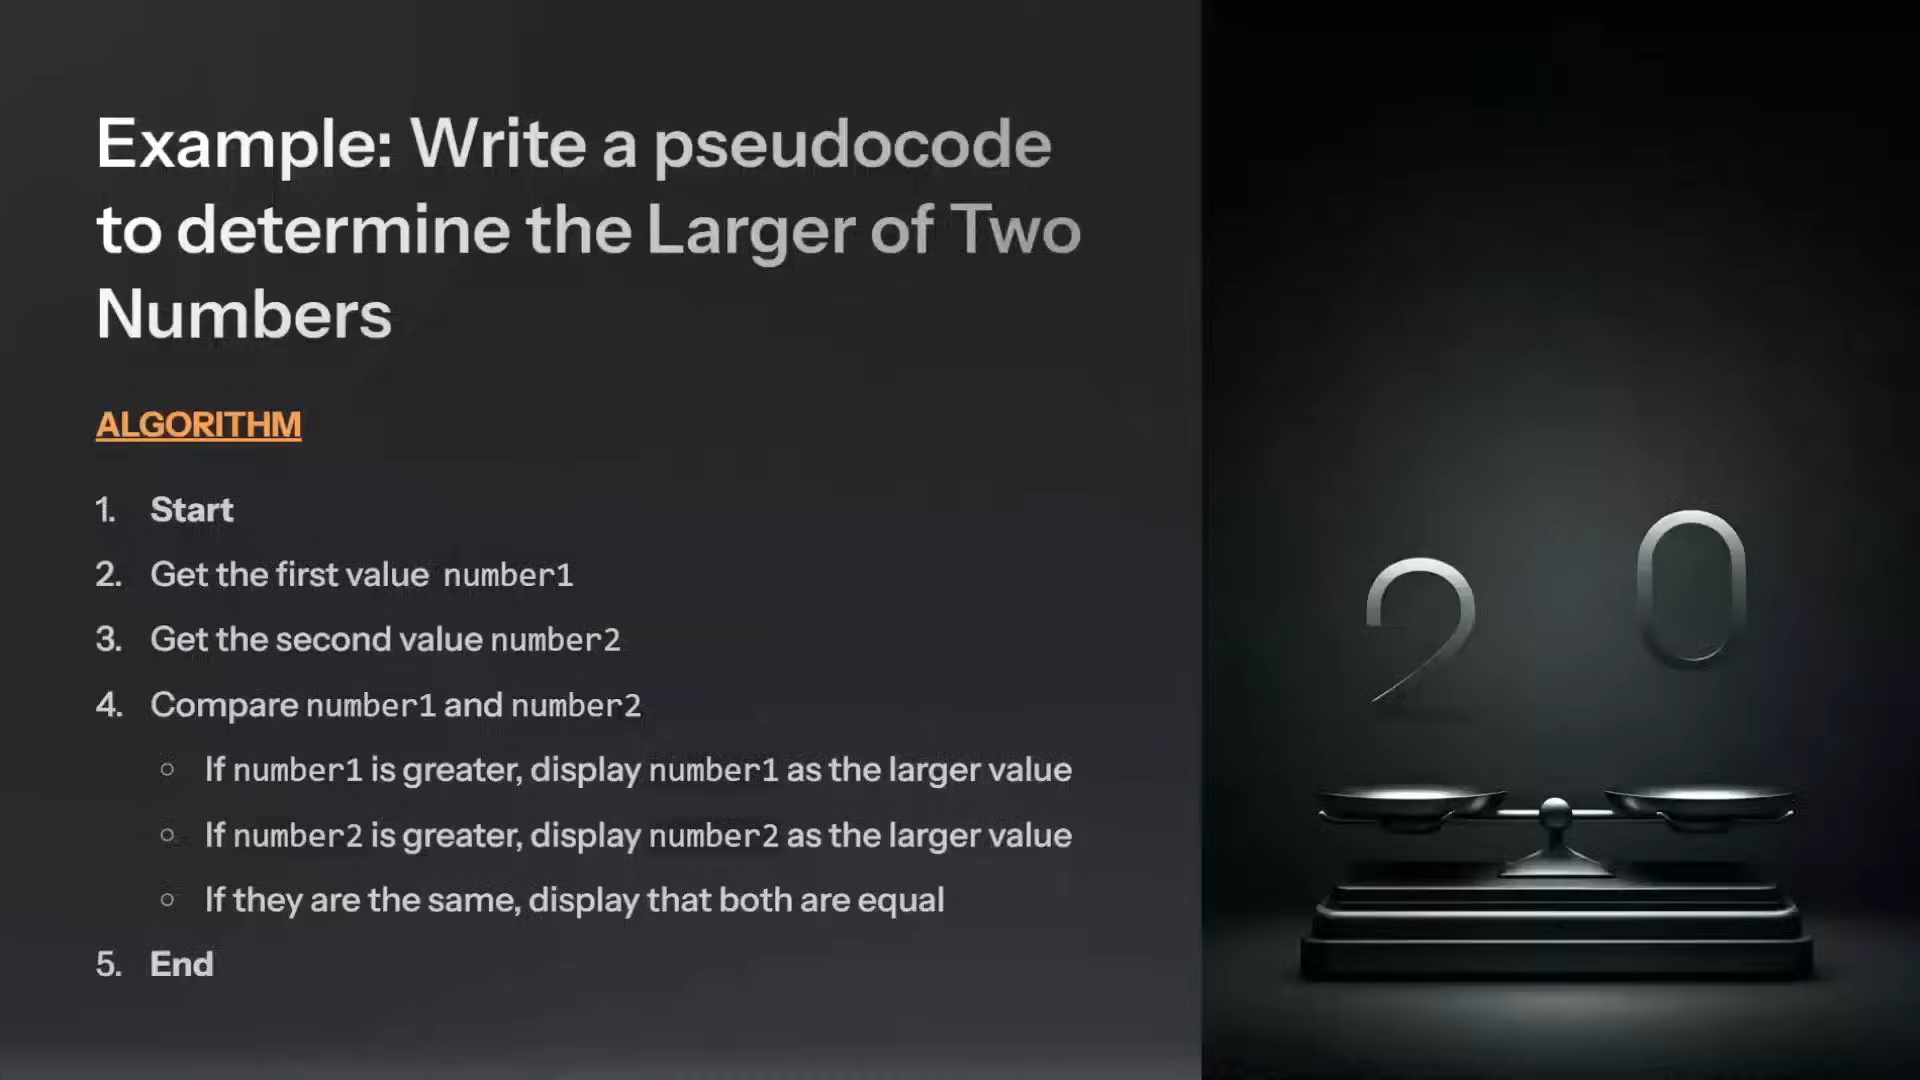 Example: Write a pseudocode
to determine the Larger of Two
Numbers
ALGORITHM
1. Start
2. Get the first value number1
3. Get the second value number2
4. Compare number1 and number2
○ If number1 is greater, display number1 as the larger value
○ If number2 is greater, display number2 as the larger value
○ If they are the same, display that both are equal
5. End
2 0